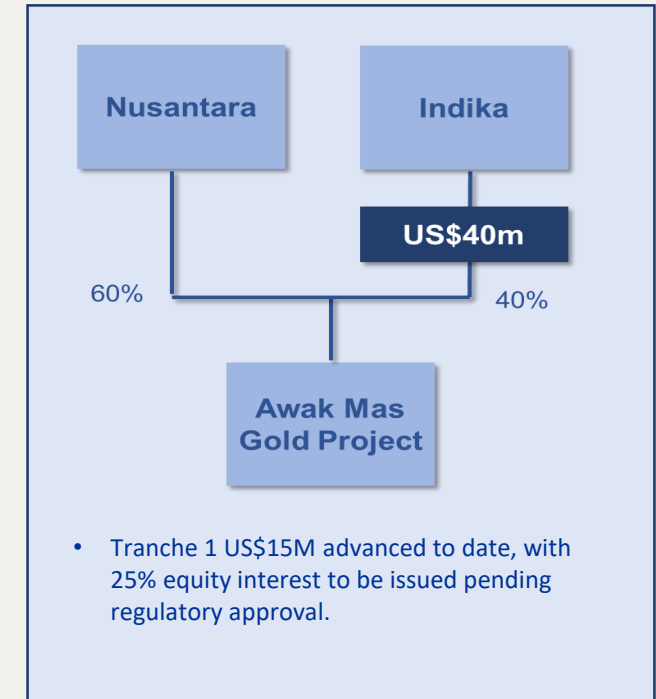 Nusantara
Indika
US$40m
60%
40%
Awak Mas
Gold Project
• Tranche 1 US$15M advanced to date, with
25% equity interest to be issued pending
regulatory approval.